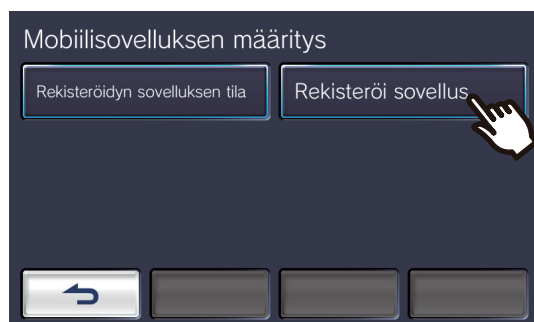 Mobiilisovelluksen määritys
Rekisteröidyn sovelluksen tila
Rekisteröi sovellus